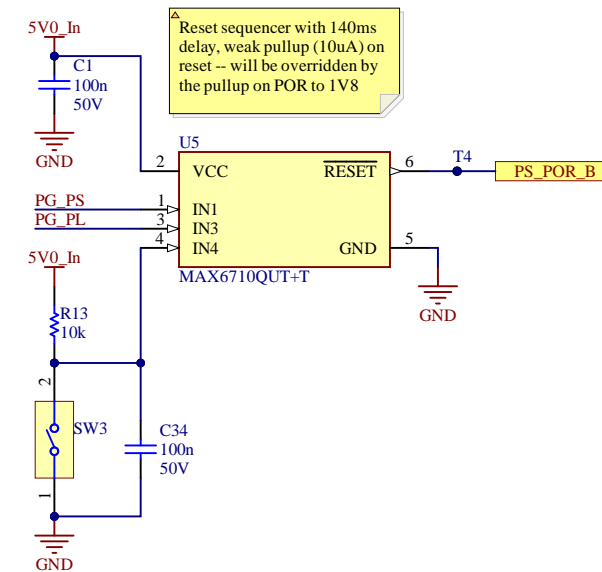 5V0_In
C1
100n
50V
GND
Reset sequencer with 140ms
delay, weak pullup (10uA) on
reset -- will be overridden by
the pullup on POR to 1V8
U5
2
VCC
RESET
6
T4
PS_POR_B
PG_PS
1
IN1
PG_PL
3
IN3
4
IN4
GND
5
MAX6710QUT+T
GND
5V0_In
R13
10k
2
SW3
1
C34
100n
50V
GND